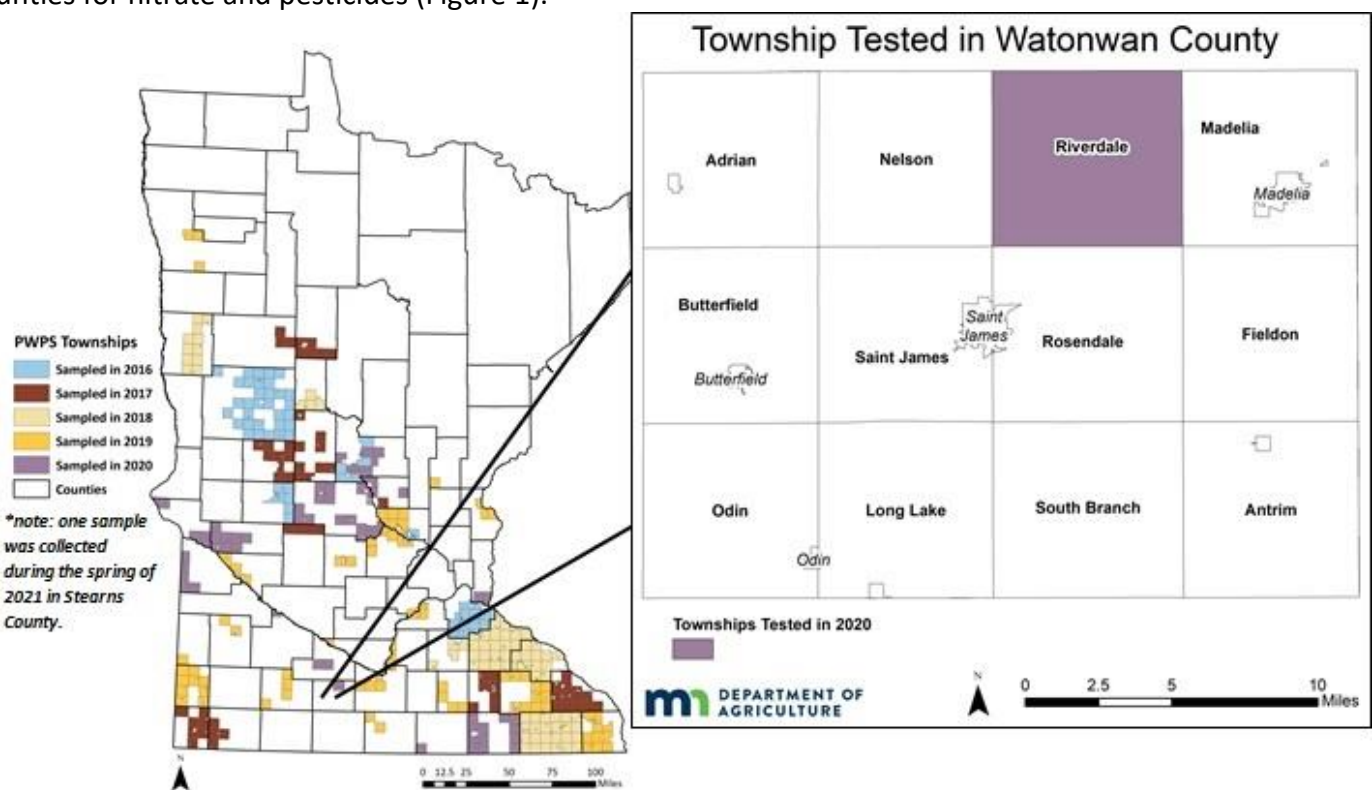 unties for nitrate and pesticides (Figure 1).
PWPS Townships
Sampled in 2016
Sampled in 2017
Sampled in 2018
Sampled in 2019
Sampled in 2020
Counties
*note: one sample
was collected
during the spring of
2021 in Stearns
County.
N
0 12.5 25 50 75 100
Miles
Township Tested in Watonwan County
Adrian
Nelson
Riverdale
Madelia
Madelia
Butterfield
Butterfield
Saint James
Saint
James
Rosendale
Fieldon
Odin
Odin
Long Lake
South Branch
Antrim
Townships Tested in 2020
mn DEPARTMENT OF
AGRICULTURE
N
0 2.5 5 10
Miles